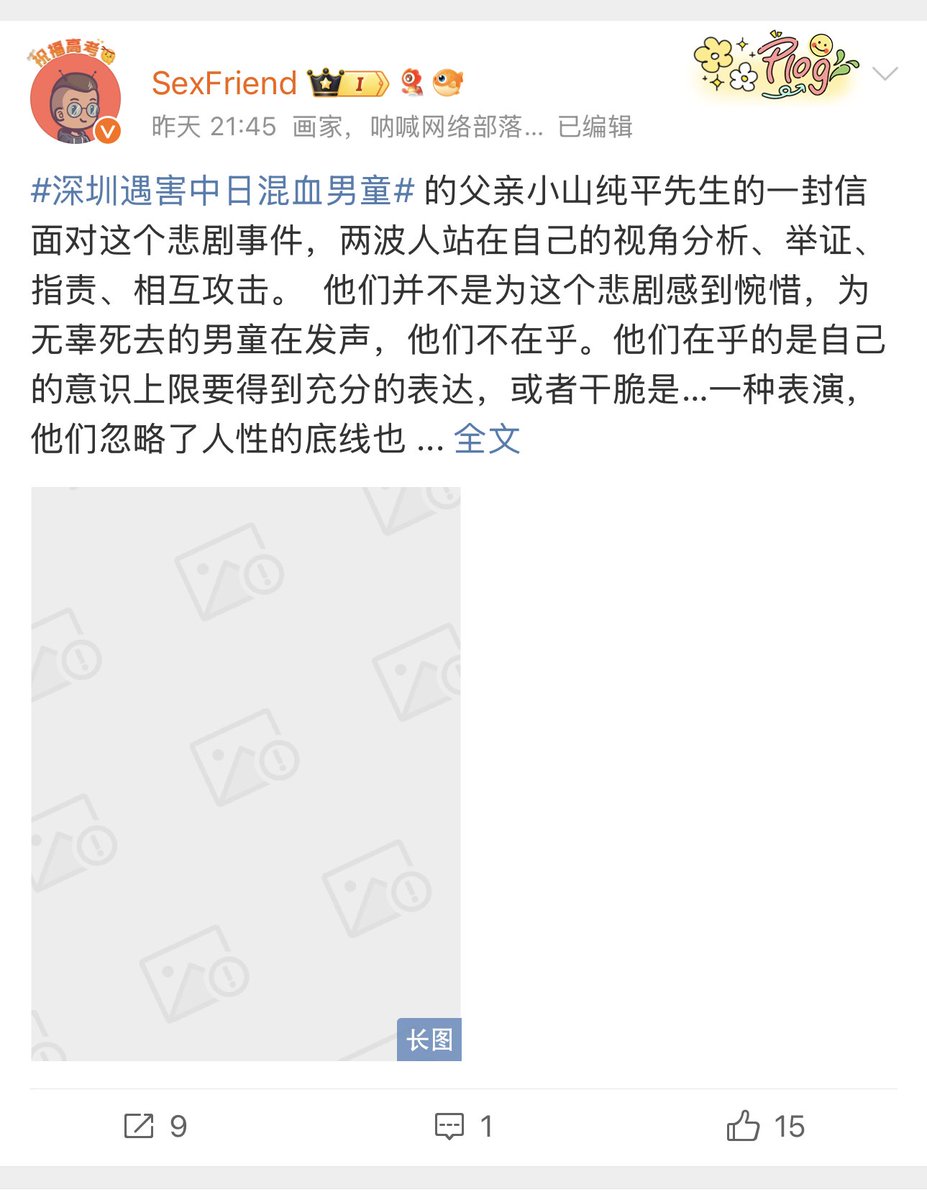 祝福高考
SexFriend I
Plog
昨天 21:45 画家，呐喊网络部落... 已编辑
#深圳遇害中日混血男童# 的父亲小山纯平先生的一封信
面对这个悲剧事件，两波人站在自己的视角分析、举证、
指责、相互攻击。 他们并不是为这个悲剧感到惋惜，为
无辜死去的男童在发声，他们不在乎。他们在乎的是自己
的意识上限要得到充分的表达，或者干脆是...一种表演，
他们忽略了人性的底线也 ... 全文
长图
9
1
15